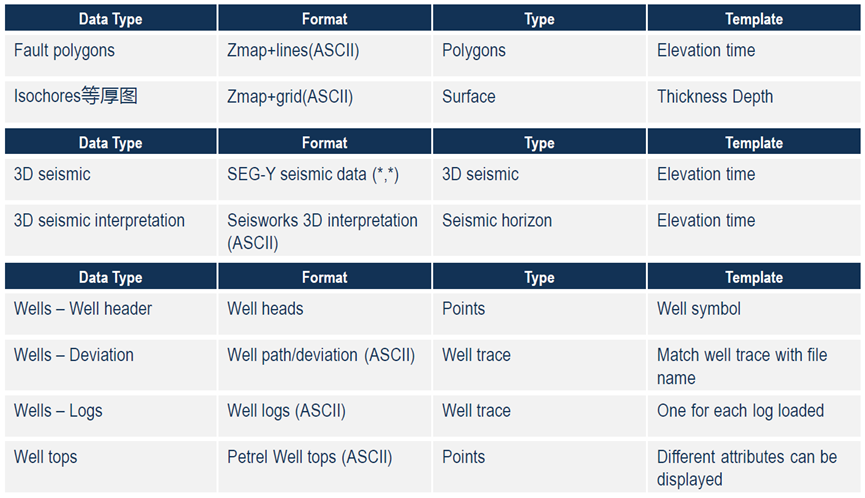 Data Type Format Type Template
Fault polygons Zmap+lines(ASCII) Polygons Elevation time
Isochores等厚图 Zmap+grid(ASCII) Surface Thickness Depth
Data Type Format Type Template
3D seismic SEG-Y seismic data (*,*) 3D seismic Elevation time
3D seismic interpretation Seisworks 3D interpretation Seismic horizon Elevation time
(ASCII)
Data Type Format Type Template
Wells – Well header Well heads Points Well symbol
Wells – Deviation Well path/deviation (ASCII) Well trace Match well trace with file
name
Wells – Logs Well logs (ASCII) Well trace One for each log loaded
Well tops Petrel Well tops (ASCII) Points Different attributes can be
displayed